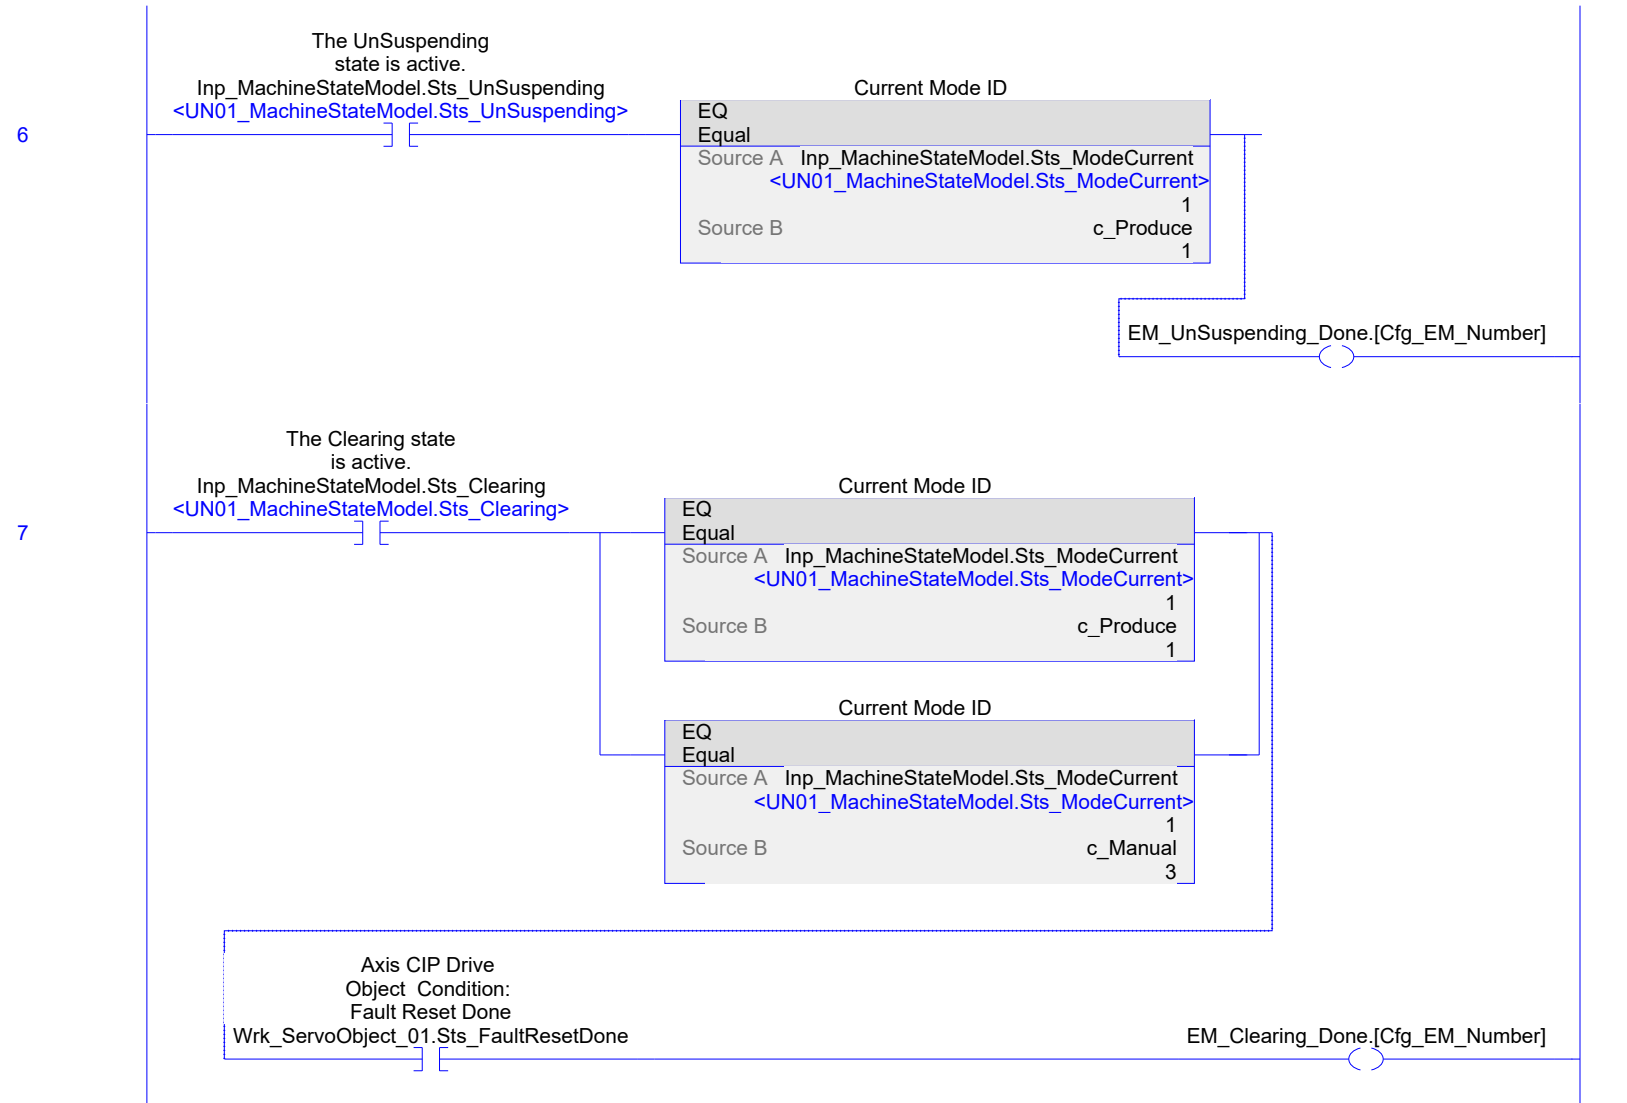 The UnSuspending
state is active.
Inp_MachineStateModel.Sts_UnSuspending
<UN01_MachineStateModel.Sts_UnSuspending>
Current Mode ID
6
EQ
Equal
Source A Inp_MachineStateModel.Sts_ModeCurrent
<UN01_MachineStateModel.Sts_ModeCurrent>
1
Source B c_Produce
1
EM_UnSuspending_Done.[Cfg_EM_Number]
The Clearing state
is active.
Inp_MachineStateModel.Sts_Clearing
<UN01_MachineStateModel.Sts_Clearing>
Current Mode ID
7
EQ
Equal
Source A Inp_MachineStateModel.Sts_ModeCurrent
<UN01_MachineStateModel.Sts_ModeCurrent>
1
Source B c_Produce
1
Current Mode ID
EQ
Equal
Source A Inp_MachineStateModel.Sts_ModeCurrent
<UN01_MachineStateModel.Sts_ModeCurrent>
1
Source B c_Manual
3
Axis CIP Drive
Object Condition:
Fault Reset Done
Wrk_ServoObject_01.Sts_FaultResetDone
EM_Clearing_Done.[Cfg_EM_Number]